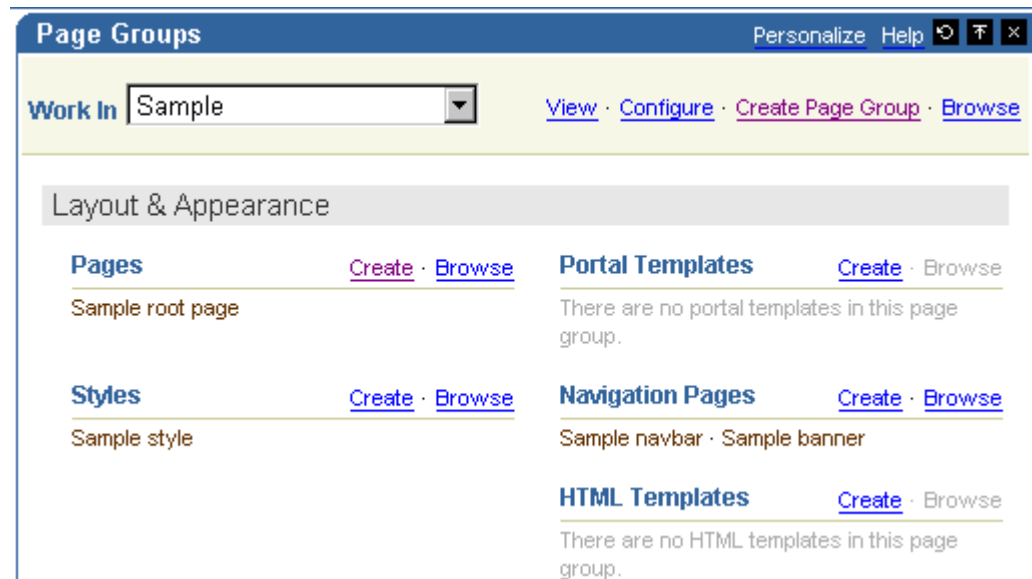 Page Groups Personalize Help
Work In Sample View · Configure · Create Page Group · Browse
Layout & Appearance
Pages Create · Browse
Sample root page
Portal Templates Create · Browse
There are no portal templates in this page
group.
Styles Create · Browse
Sample style
Navigation Pages Create · Browse
Sample navbar · Sample banner
HTML Templates Create · Browse
There are no HTML templates in this page
group.